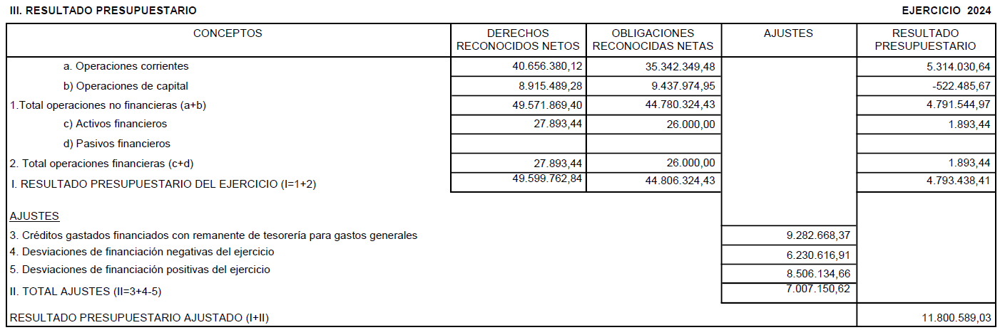 III. RESULTADO PRESUPUESTARIO EJERCICIO 2024
CONCEPTOS DERECHOS RECONOCIDOS NETOS OBLIGACIONES RECONOCIDAS NETAS AJUSTES RESULTADO PRESUPUESTARIO
a. Operaciones corrientes 40.656.380,12 35.342.349,48 5.314.030,64
b) Operaciones de capital 8.915.489,28 9.437.974,95 -522.485,67
1.Total operaciones no financieras (a+b) 49.571.869,40 44.780.324,43 4.791.544,97
c) Activos financieros 27.893,44 26.000,00 1.893,44
d) Pasivos financieros
2. Total operaciones financieras (c+d) 27.893,44 26.000,00 1.893,44
I. RESULTADO PRESUPUESTARIO DEL EJERCICIO (I=1+2) 49.599.762,84 44.806.324,43 4.793.438,41
AJUSTES
3. Créditos gastados financiados con remanente de tesorería para gastos generales 9.282.668,37
4. Desviaciones de financiación negativas del ejercicio 6.230.616,91
5. Desviaciones de financiación positivas del ejercicio 8.506.134,66
II. TOTAL AJUSTES (II=3+4-5) 7.007.150,62
RESULTADO PRESUPUESTARIO AJUSTADO (I+II) 11.800.589,03